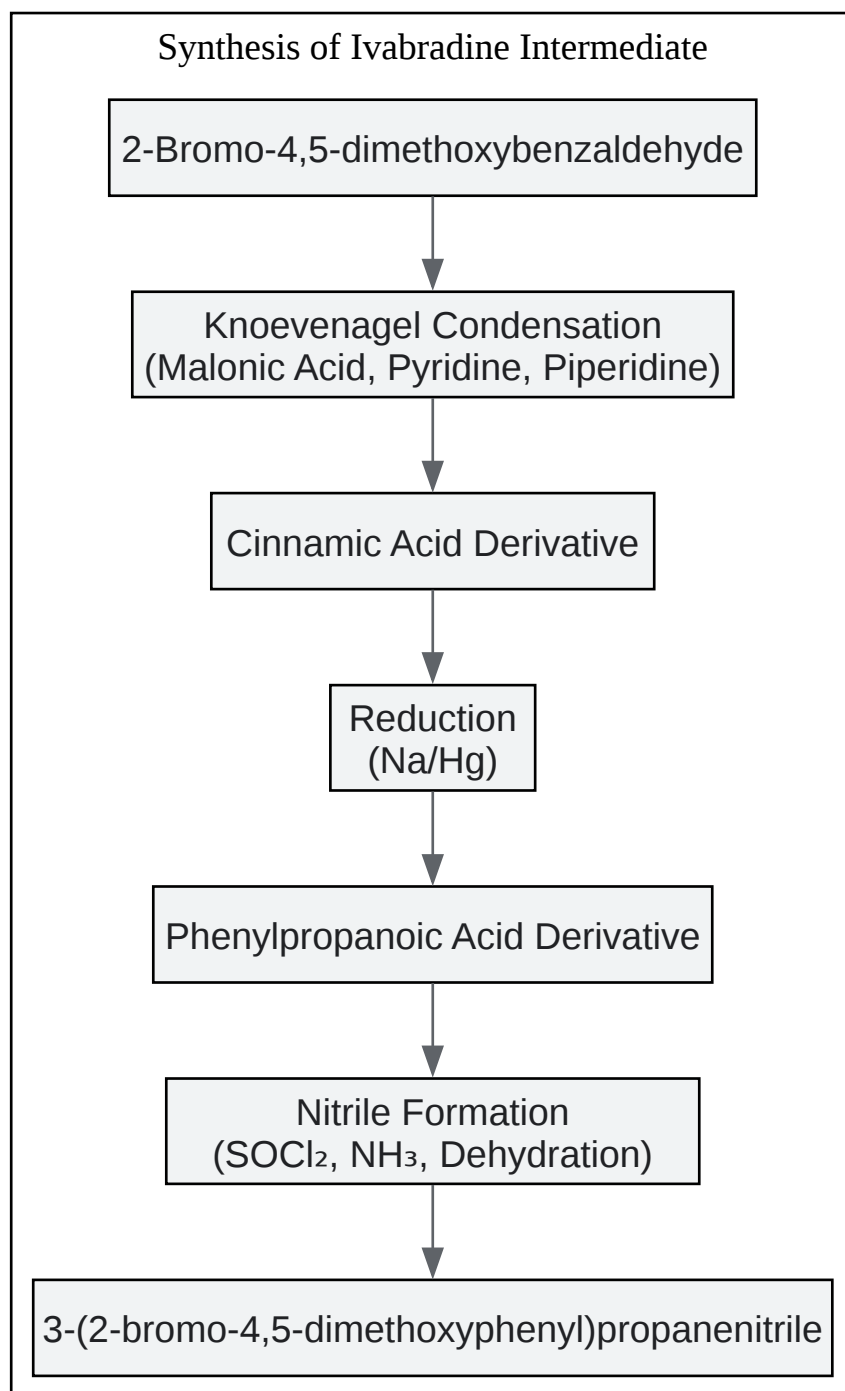 Synthesis of Ivabradine Intermediate
2-Bromo-4,5-dimethoxybenzaldehyde
Knoevenagel Condensation
(Malonic Acid, Pyridine, Piperidine)
Cinnamic Acid Derivative
Reduction
(Na/Hg)
Phenylpropanoic Acid Derivative
Nitrile Formation
(SOCl₂, NH₃, Dehydration)
3-(2-bromo-4,5-dimethoxyphenyl)propanenitrile